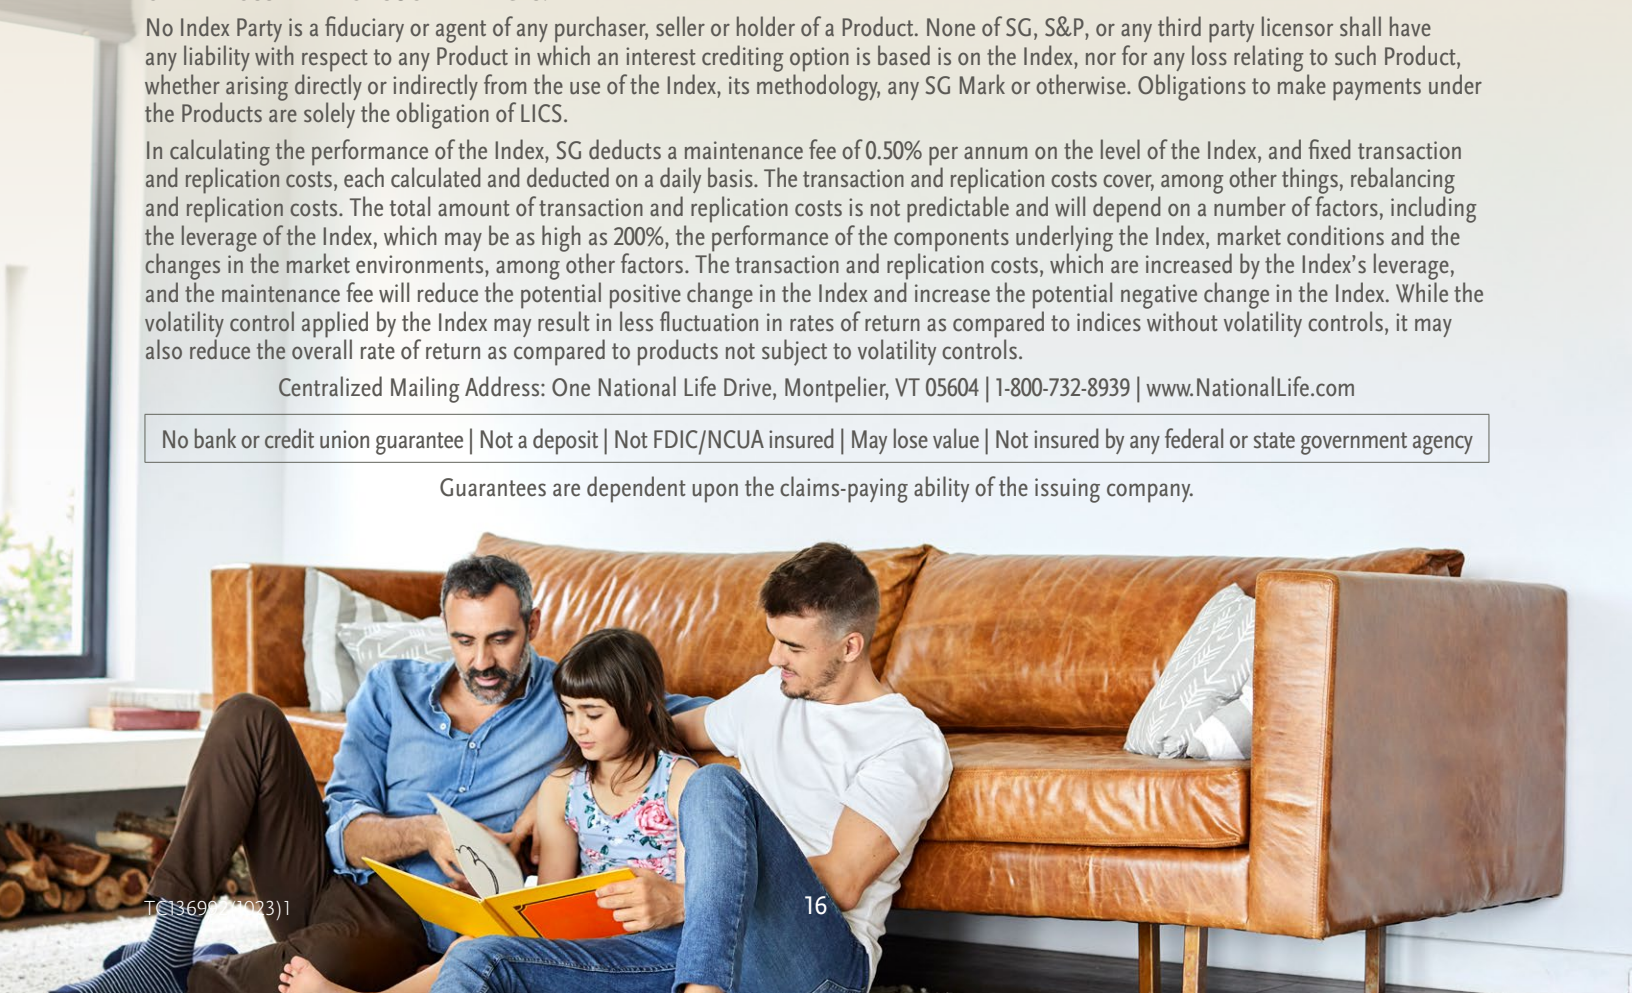 No Index Party is a fiduciary or agent of any purchaser, seller or holder of a Product. None of SG, S&P, or any third party licensor shall have
any liability with respect to any Product in which an interest crediting option is based is on the Index, nor for any loss relating to such Product,
whether arising directly or indirectly from the use of the Index, its methodology, any SG Mark or otherwise. Obligations to make payments under
the Products are solely the obligation of LICS.
In calculating the performance of the Index, SG deducts a maintenance fee of 0.50% per annum on the level of the Index, and fixed transaction
and replication costs, each calculated and deducted on a daily basis. The transaction and replication costs cover, among other things, rebalancing
and replication costs. The total amount of transaction and replication costs is not predictable and will depend on a number of factors, including
the leverage of the Index, which may be as high as 200%, the performance of the components underlying the Index, market conditions and the
changes in the market environments, among other factors. The transaction and replication costs, which are increased by the Index’s leverage,
and the maintenance fee will reduce the potential positive change in the Index and increase the potential negative change in the Index. While the
volatility control applied by the Index may result in less fluctuation in rates of return as compared to indices without volatility controls, it may
also reduce the overall rate of return as compared to products not subject to volatility controls.
Centralized Mailing Address: One National Life Drive, Montpelier, VT 05604 | 1-800-732-8939 | www.NationalLife.com
No bank or credit union guarantee | Not a deposit | Not FDIC/NCUA insured | May lose value | Not insured by any federal or state government agency
Guarantees are dependent upon the claims-paying ability of the issuing company.
16